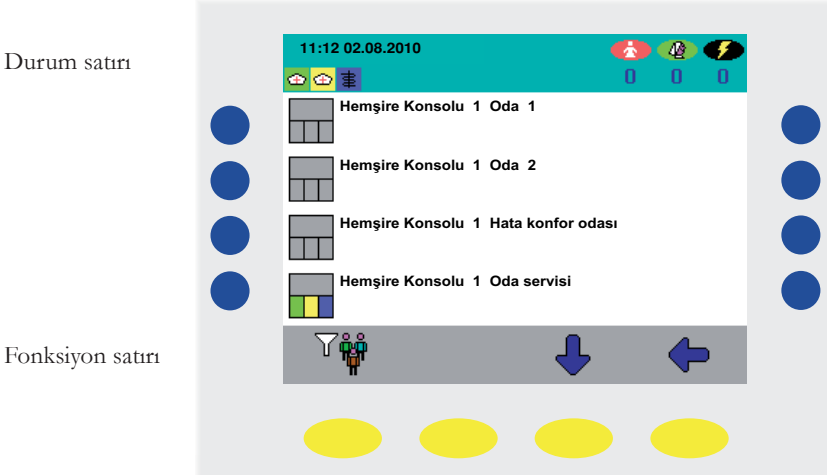 Durum satırı
11:12 02.08.2010
0 0 0
Hemşire Konsolu 1 Oda 1
Hemşire Konsolu 1 Oda 2
Hemşire Konsolu 1 Hata konfor odası
Hemşire Konsolu 1 Oda servisi
Fonksiyon satırı